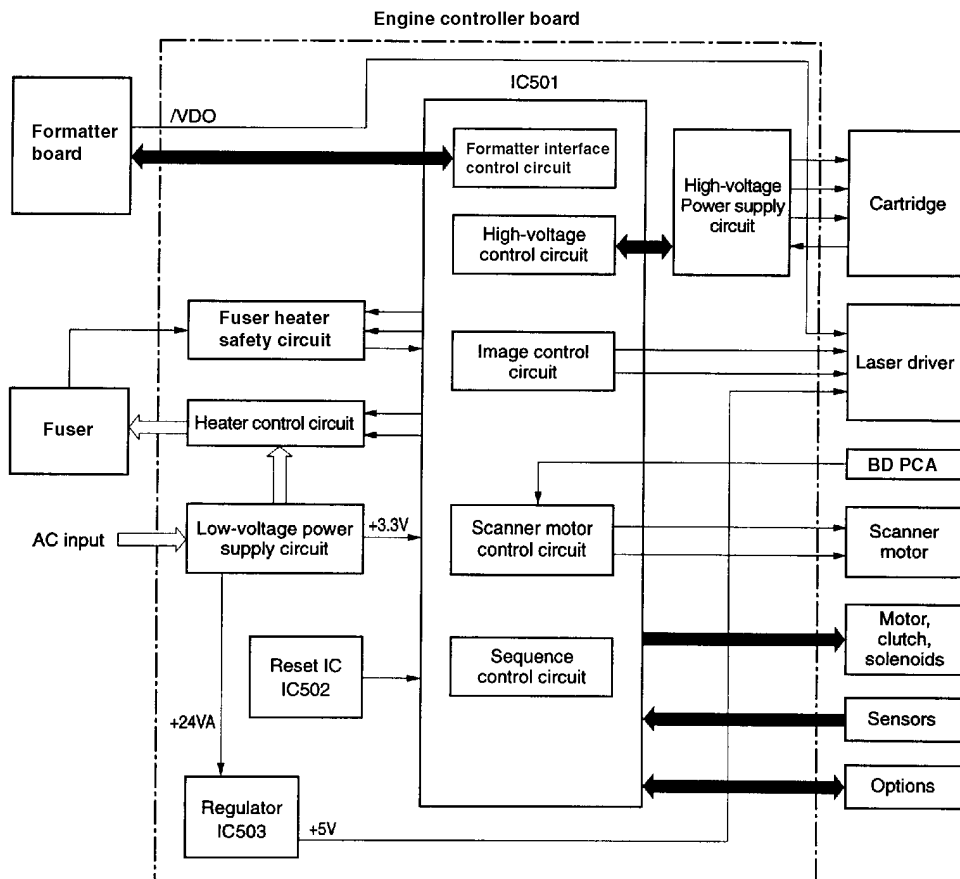 Engine controller board
IC501
Formatter
board
/VDO
Formatter interface
control circuit
High-voltage
Power supply
circuit
Cartridge
High-voltage
control circuit
Fuser heater
safety circuit
Image control
circuit
Laser driver
Fuser
Heater control circuit
BD PCA
AC input
Low-voltage power
supply circuit
+3.3V
Scanner motor
control circuit
Scanner
motor
Motor,
clutch,
solenoids
Reset IC
IC502
Sequence
control circuit
+24VA
Sensors
Regulator
IC503
+5V
Options